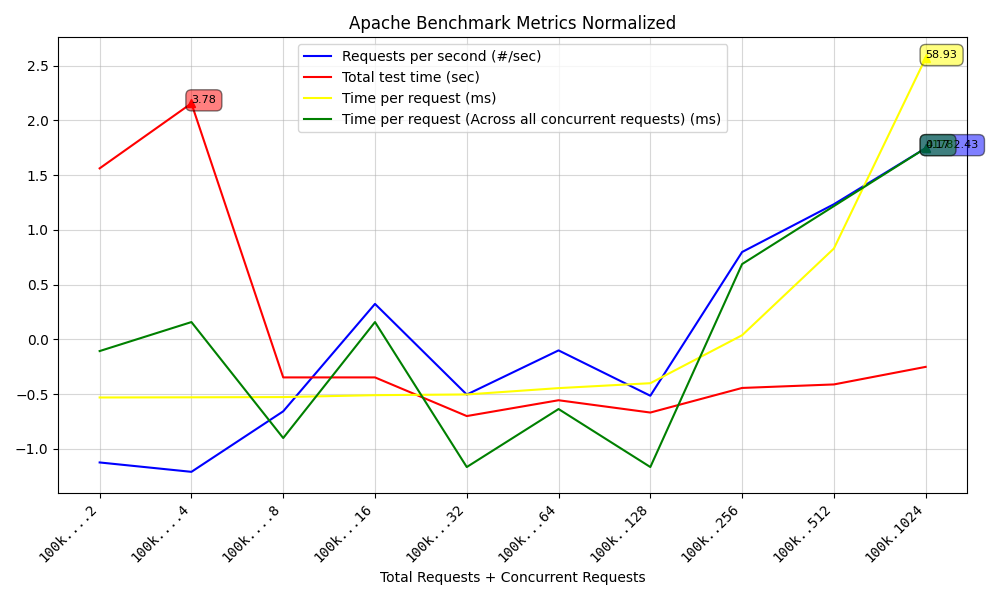 Apache Benchmark Metrics Normalized
Requests per second (#/sec)
Total test time (sec)
Time per request (ms)
Time per request (Across all concurrent requests) (ms)
58.93
3.78
2.5
2.0
1.5
1.0
0.5
0.0
−0.5
−1.0
100k....2
100k....4
100k....8
100k...16
100k...32
100k...64
100k..128
100k..256
100k..512
100k.1024
Total Requests + Concurrent Requests